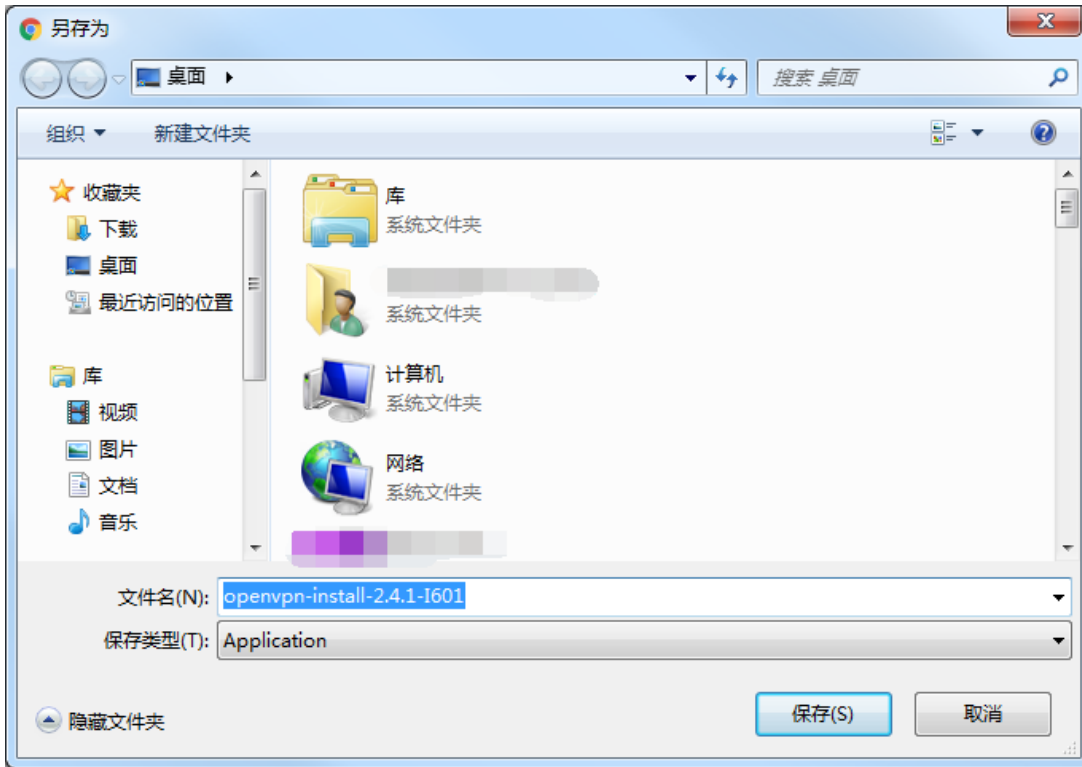 另存为
桌面
搜索 桌面
组织
新建文件夹
收藏夹
下载
桌面
最近访问的位置
库
视频
图片
文档
音乐
库
系统文件夹
系统文件夹
计算机
系统文件夹
网络
系统文件夹
文件名(N): openvpn-install-2.4.1-I601
保存类型(T): Application
隐藏文件夹
保存(S)
取消